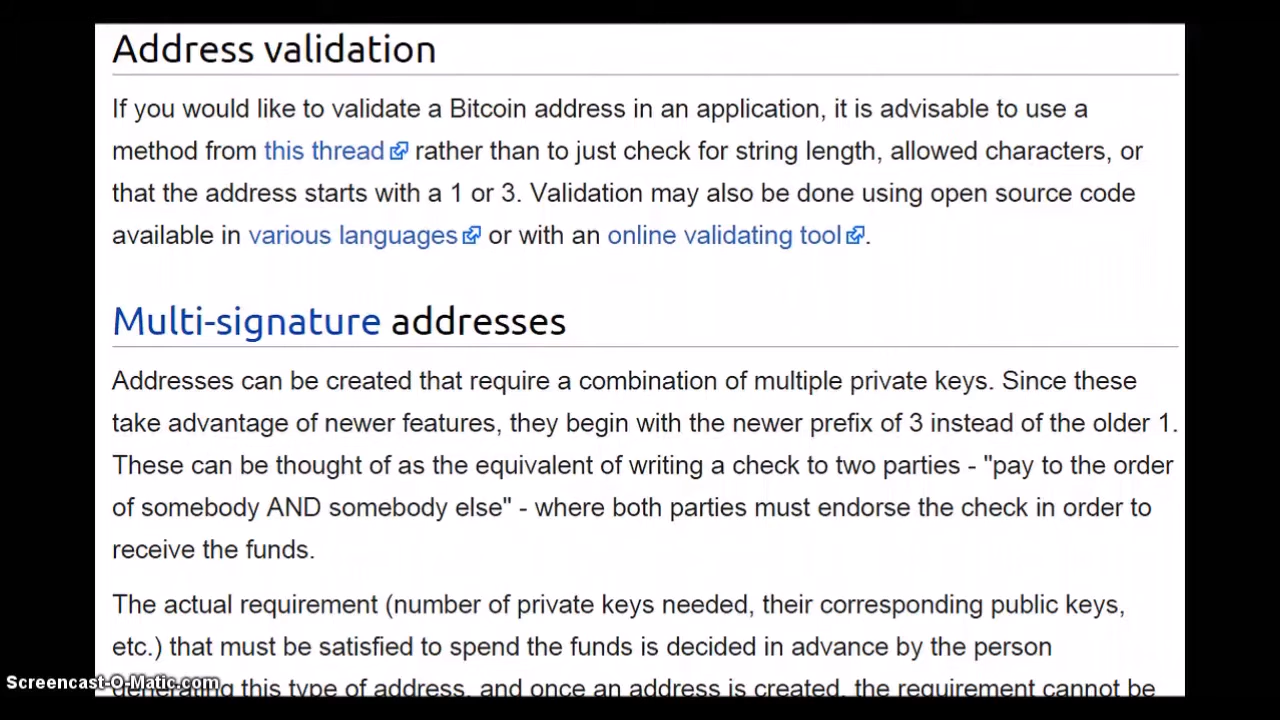 Address validation
If you would like to validate a Bitcoin address in an application, it is advisable to use a
method from this thread rather than to just check for string length, allowed characters, or
that the address starts with a 1 or 3. Validation may also be done using open source code
available in various languages or with an online validating tool.
Multi-signature addresses
Addresses can be created that require a combination of multiple private keys. Since these
take advantage of newer features, they begin with the newer prefix of 3 instead of the older 1.
These can be thought of as the equivalent of writing a check to two parties - "pay to the order
of somebody AND somebody else" - where both parties must endorse the check in order to
receive the funds.
The actual requirement (number of private keys needed, their corresponding public keys,
etc.) that must be satisfied to spend the funds is decided in advance by the person
Screencast-O-Matic.com
generating this type of address, and once an address is created, the requirement cannot be